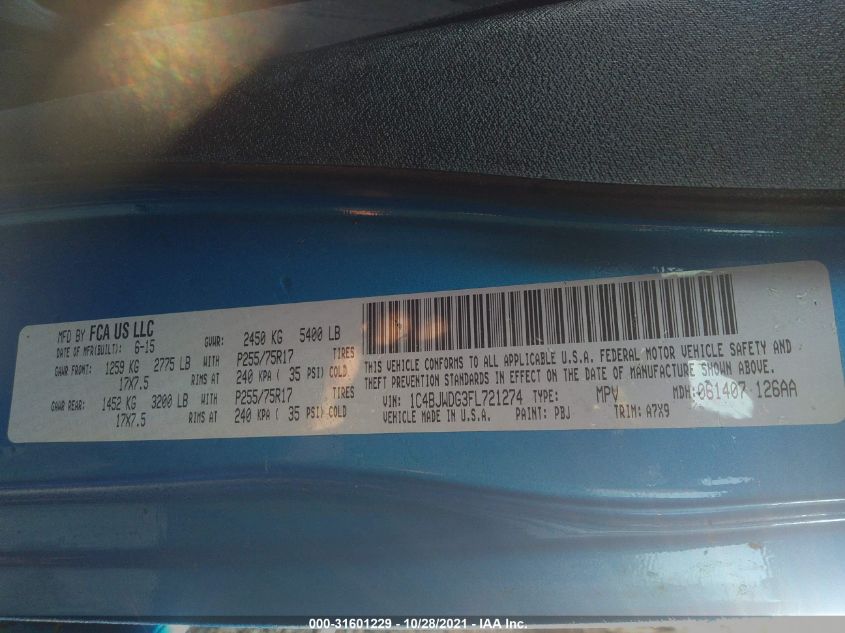 MFD BY FCA US LLC
DATE OF MFR(BUILT): 6-15 GVWR: 2450 KG 5400 LB
GAWR FRONT: 1259 KG 2775 LB WITH P255/75R17 TIRES
17X7.5 RIMS AT 240 KPA ( 35 PSI) COLD
GAWR REAR: 1452 KG 3200 LB WITH P255/75R17 TIRES
17X7.5 RIMS AT 240 KPA ( 35 PSI) COLD
THIS VEHICLE CONFORMS TO ALL APPLICABLE U.S.A. FEDERAL MOTOR VEHICLE SAFETY AND
THEFT PREVENTION STANDARDS IN EFFECT ON THE DATE OF MANUFACTURE SHOWN ABOVE.
VIN: 1C4BJWDG3FL721274 TYPE: MPV MDH: 061407 126AA
VEHICLE MADE IN U.S.A. PAINT: PBJ TRIM: A7X9
000-31601229 - 10/28/2021 - IAA Inc.